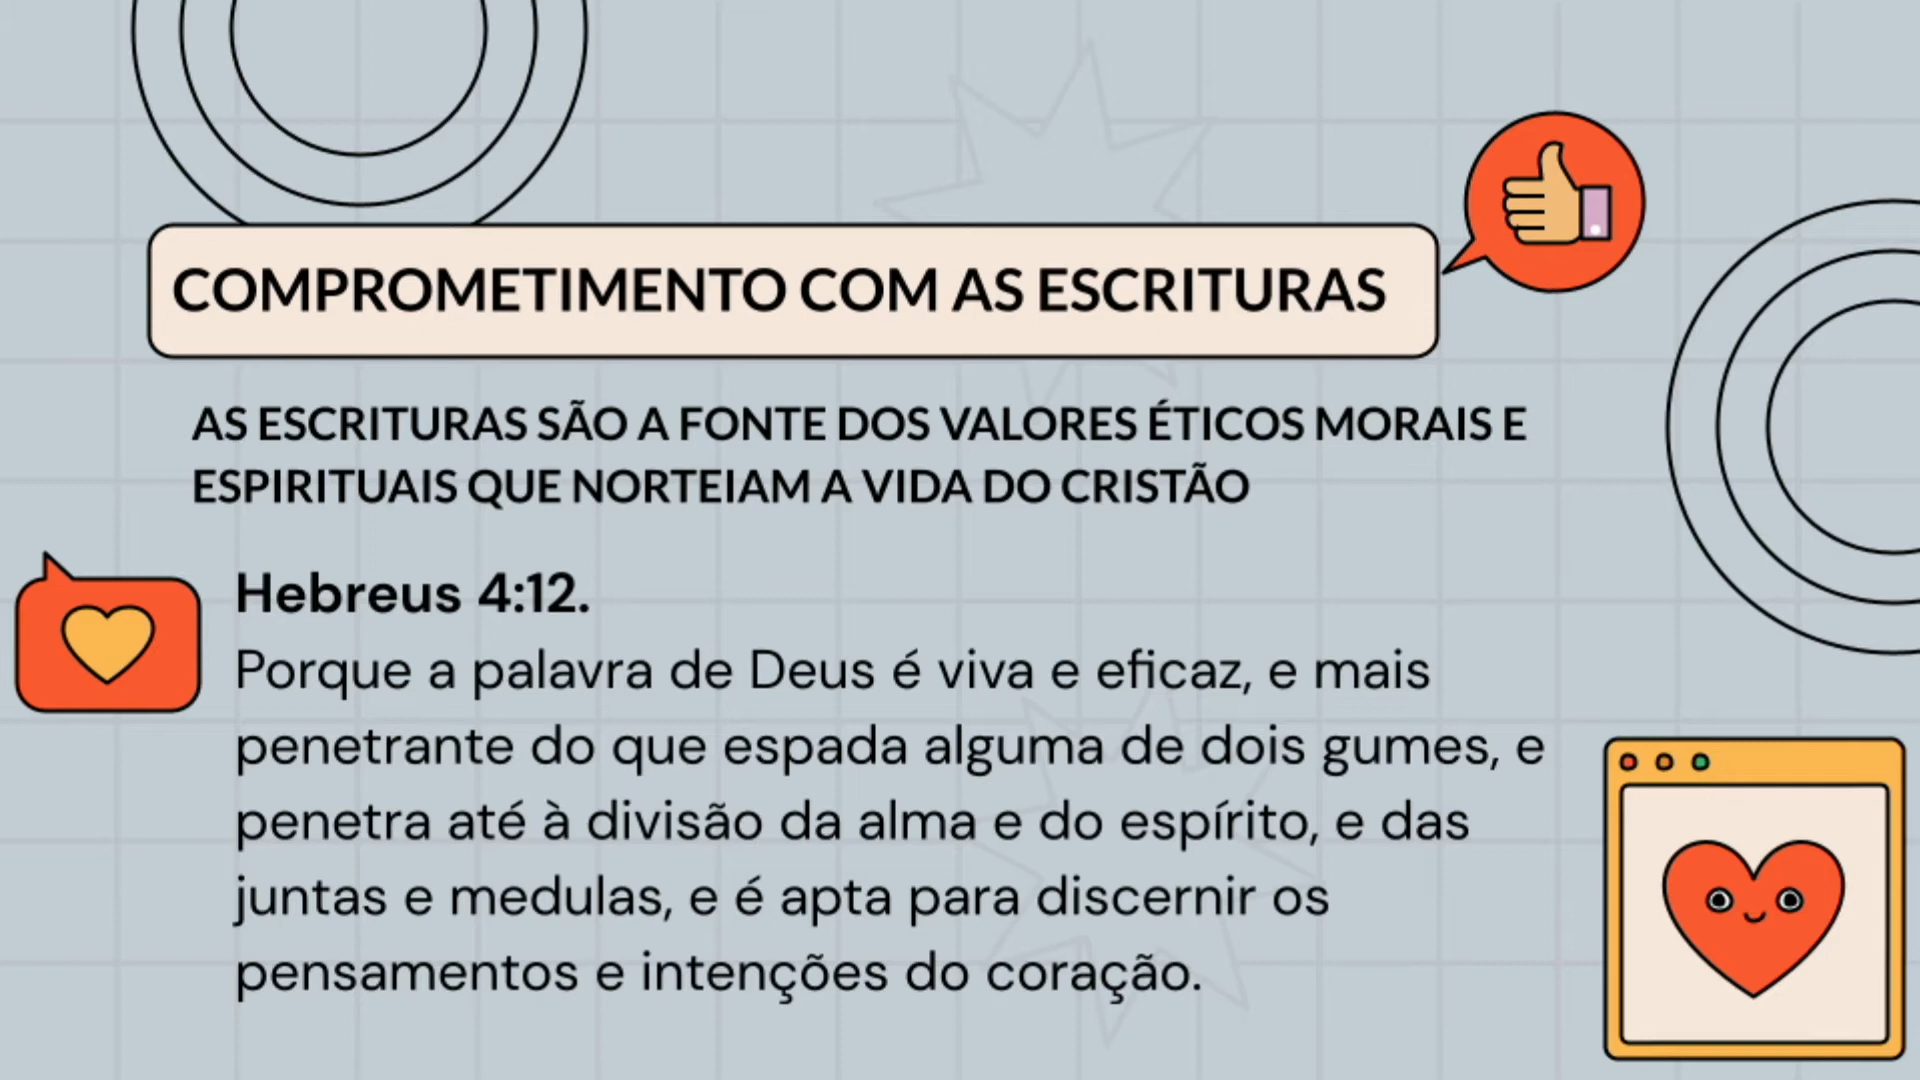 COMPROMETIMENTO COM AS ESCRITURAS
AS ESCRITURAS SÃO A FONTE DOS VALORES ÉTICOS MORAIS E
ESPIRITUAIS QUE NORTEIAM A VIDA DO CRISTÃO
Hebreus 4:12.
Porque a palavra de Deus é viva e eficaz, e mais
penetrante do que espada alguma de dois gumes, e
penetra até à divisão da alma e do espírito, e das
juntas e medulas, e é apta para discernir os
pensamentos e intenções do coração.